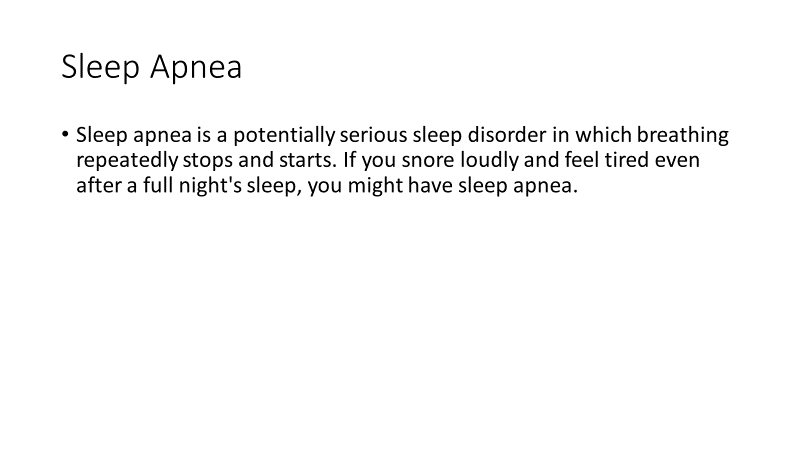 Sleep Apnea
• Sleep apnea is a potentially serious sleep disorder in which breathing
repeatedly stops and starts. If you snore loudly and feel tired even
after a full night's sleep, you might have sleep apnea.